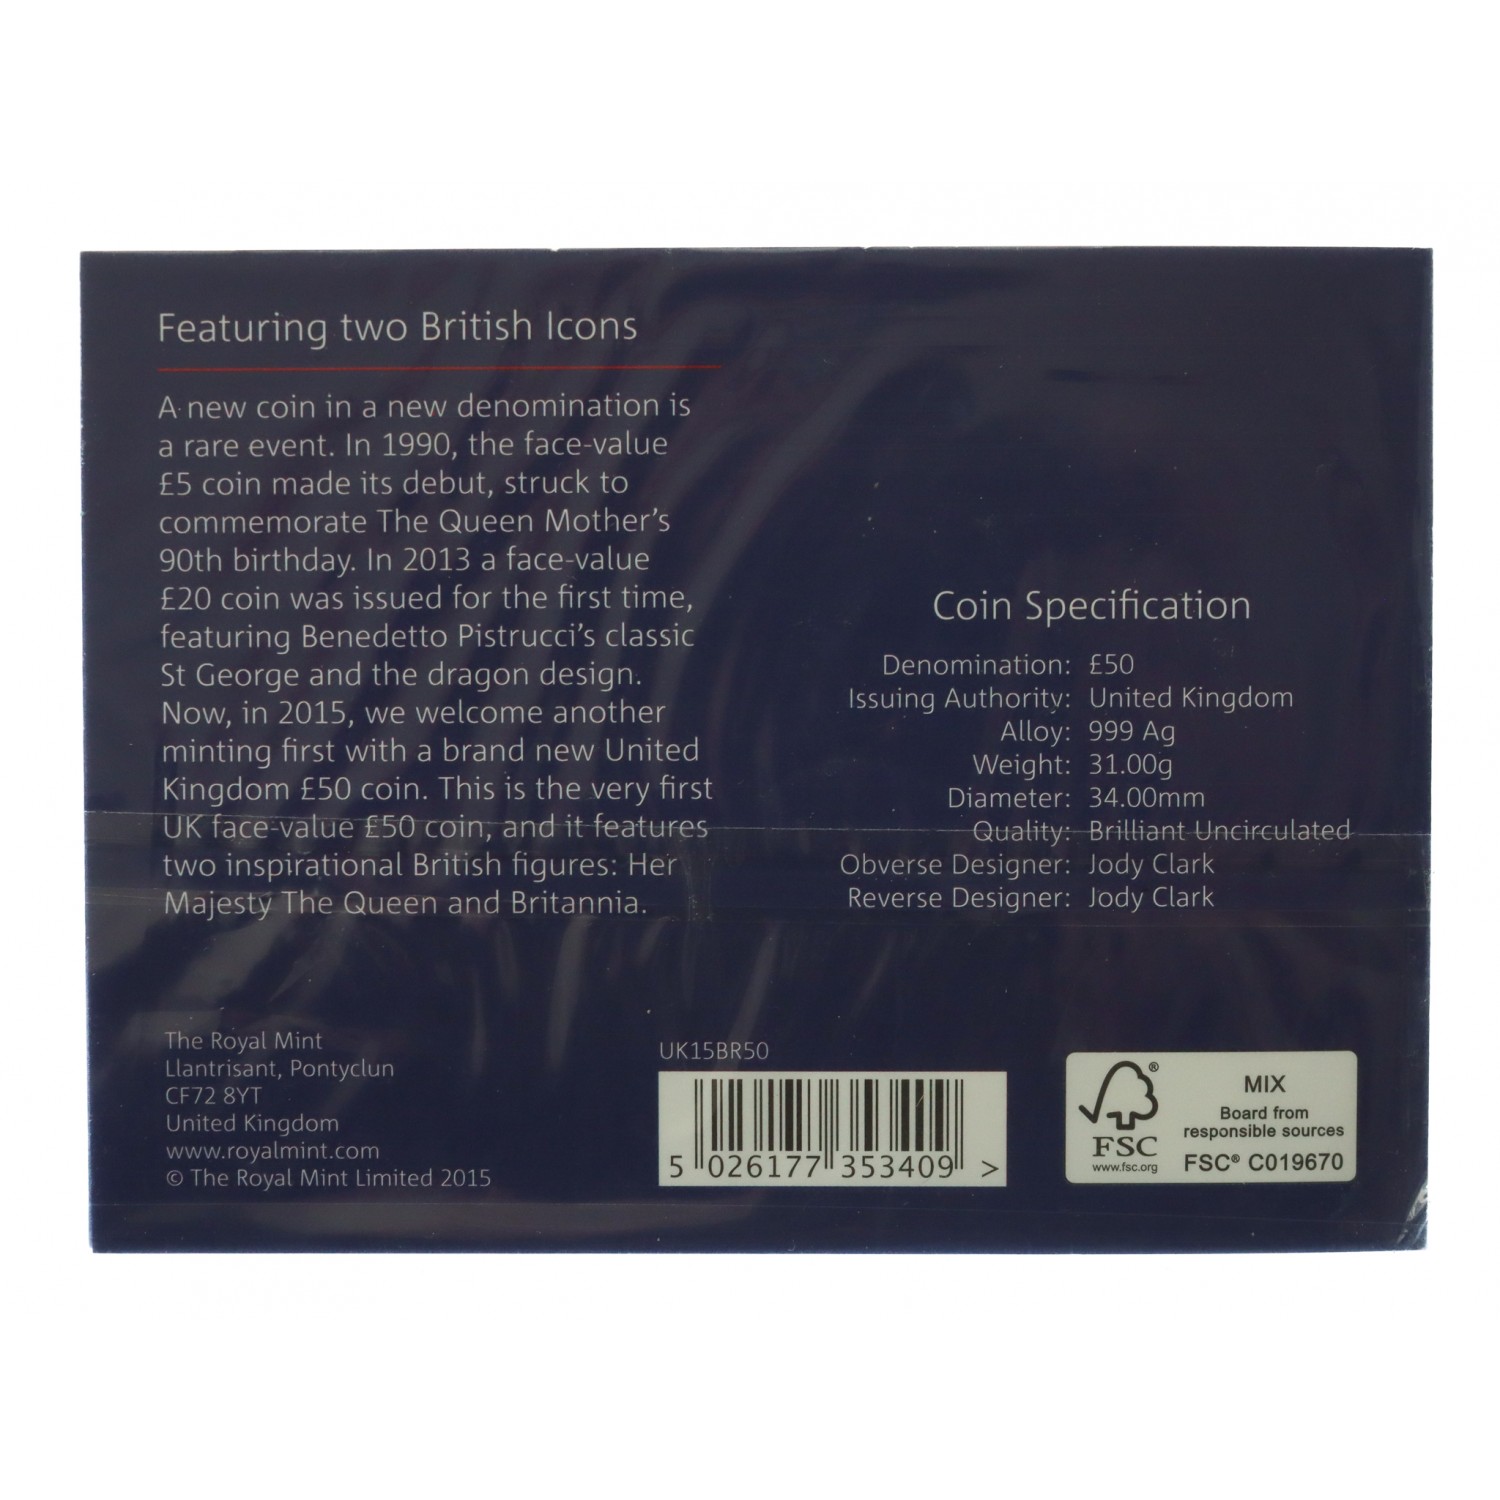 Featuring two British Icons
A new coin in a new denomination is
a rare event. In 1990, the face-value
£5 coin made its debut, struck to
commemorate The Queen Mother's
90th birthday. In 2013 a face-value
£20 coin was issued for the first time,
featuring Benedetto Pistrucci's classic
St George and the dragon design.
Now, in 2015, we welcome another
minting first with a brand new United
Kingdom £50 coin. This is the very first
UK face-value £50 coin, and it features
two inspirational British figures: Her
Majesty The Queen and Britannia.
Coin Specification
Denomination: £50
Issuing Authority: United Kingdom
Alloy: 999 Ag
Weight: 31.00g
Diameter: 34.00mm
Quality: Brilliant Uncirculated
Obverse Designer: Jody Clark
Reverse Designer: Jody Clark
The Royal Mint
Llantrisant, Pontyclun
CF72 8YT
United Kingdom
www.royalmint.com
© The Royal Mint Limited 2015
UK15BR50
5 026177 353409 >
®
FSC
www.fsc.org
MIX
Board from
responsible sources
FSC® C019670